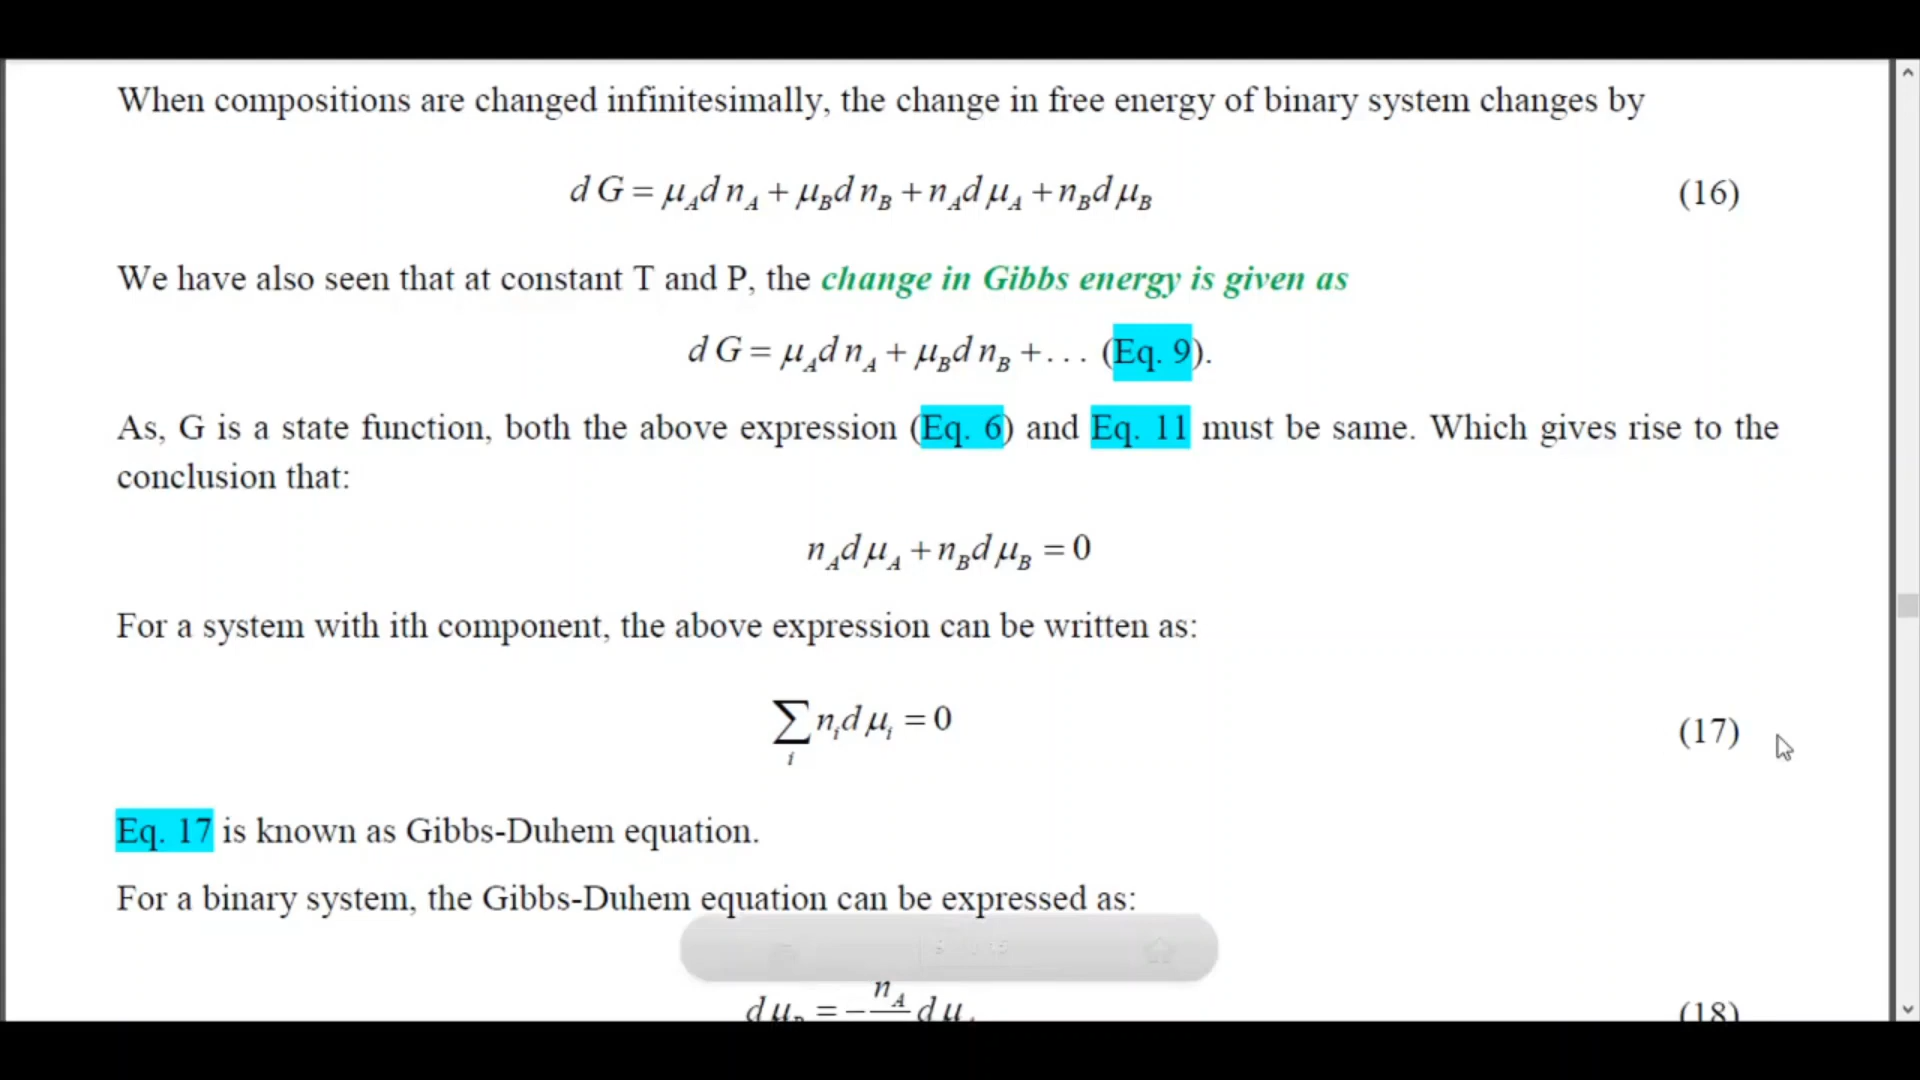 When compositions are changed infinitesimally, the change in free energy of binary system changes by
d G = μ_A d n_A + μ_B d n_B + n_A d μ_A + n_B d μ_B (16)
We have also seen that at constant T and P, the change in Gibbs energy is given as
d G = μ_A d n_A + μ_B d n_B + . . . (Eq. 9).
As, G is a state function, both the above expression (Eq. 6) and Eq. 11 must be same. Which gives rise to the
conclusion that:
n_A d μ_A + n_B d μ_B = 0
For a system with ith component, the above expression can be written as:
∑_i n_i d μ_i = 0 (17)
Eq. 17 is known as Gibbs-Duhem equation.
For a binary system, the Gibbs-Duhem equation can be expressed as:
d μ_B = − n_A d μ (18)